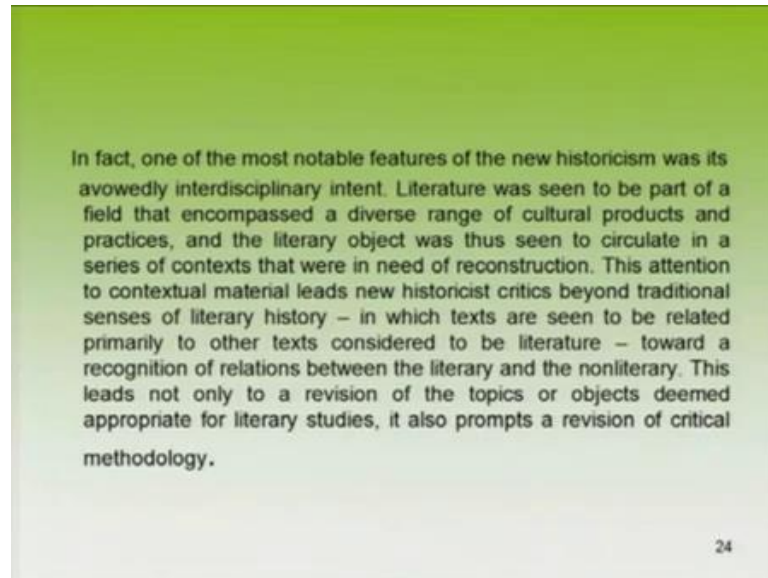 In fact, one of the most notable features of the new historicism was its
avowedly interdisciplinary intent. Literature was seen to be part of a
field that encompassed a diverse range of cultural products and
practices, and the literary object was thus seen to circulate in a
series of contexts that were in need of reconstruction. This attention
to contextual material leads new historicist critics beyond traditional
senses of literary history – in which texts are seen to be related
primarily to other texts considered to be literature – toward a
recognition of relations between the literary and the nonliterary. This
leads not only to a revision of the topics or objects deemed
appropriate for literary studies, it also prompts a revision of critical
methodology.
24